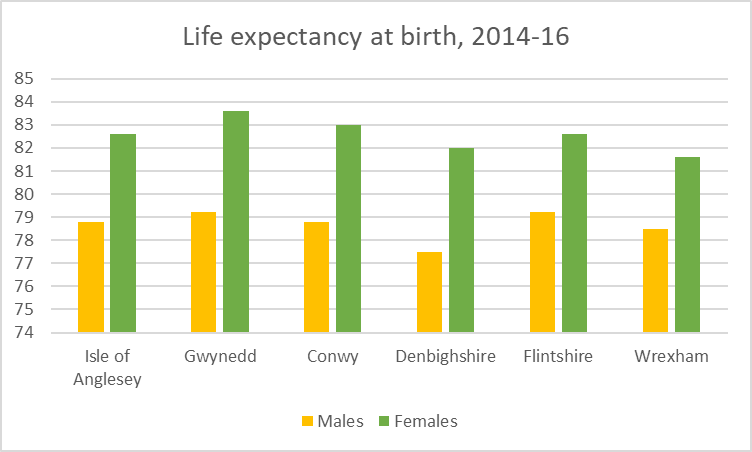 Life expectancy at birth, 2014-16
85
84
83
82
81
80
79
78
77
76
75
74
Isle of
Anglesey
Gwynedd
Conwy
Denbighshire
Flintshire
Wrexham
Males
Females